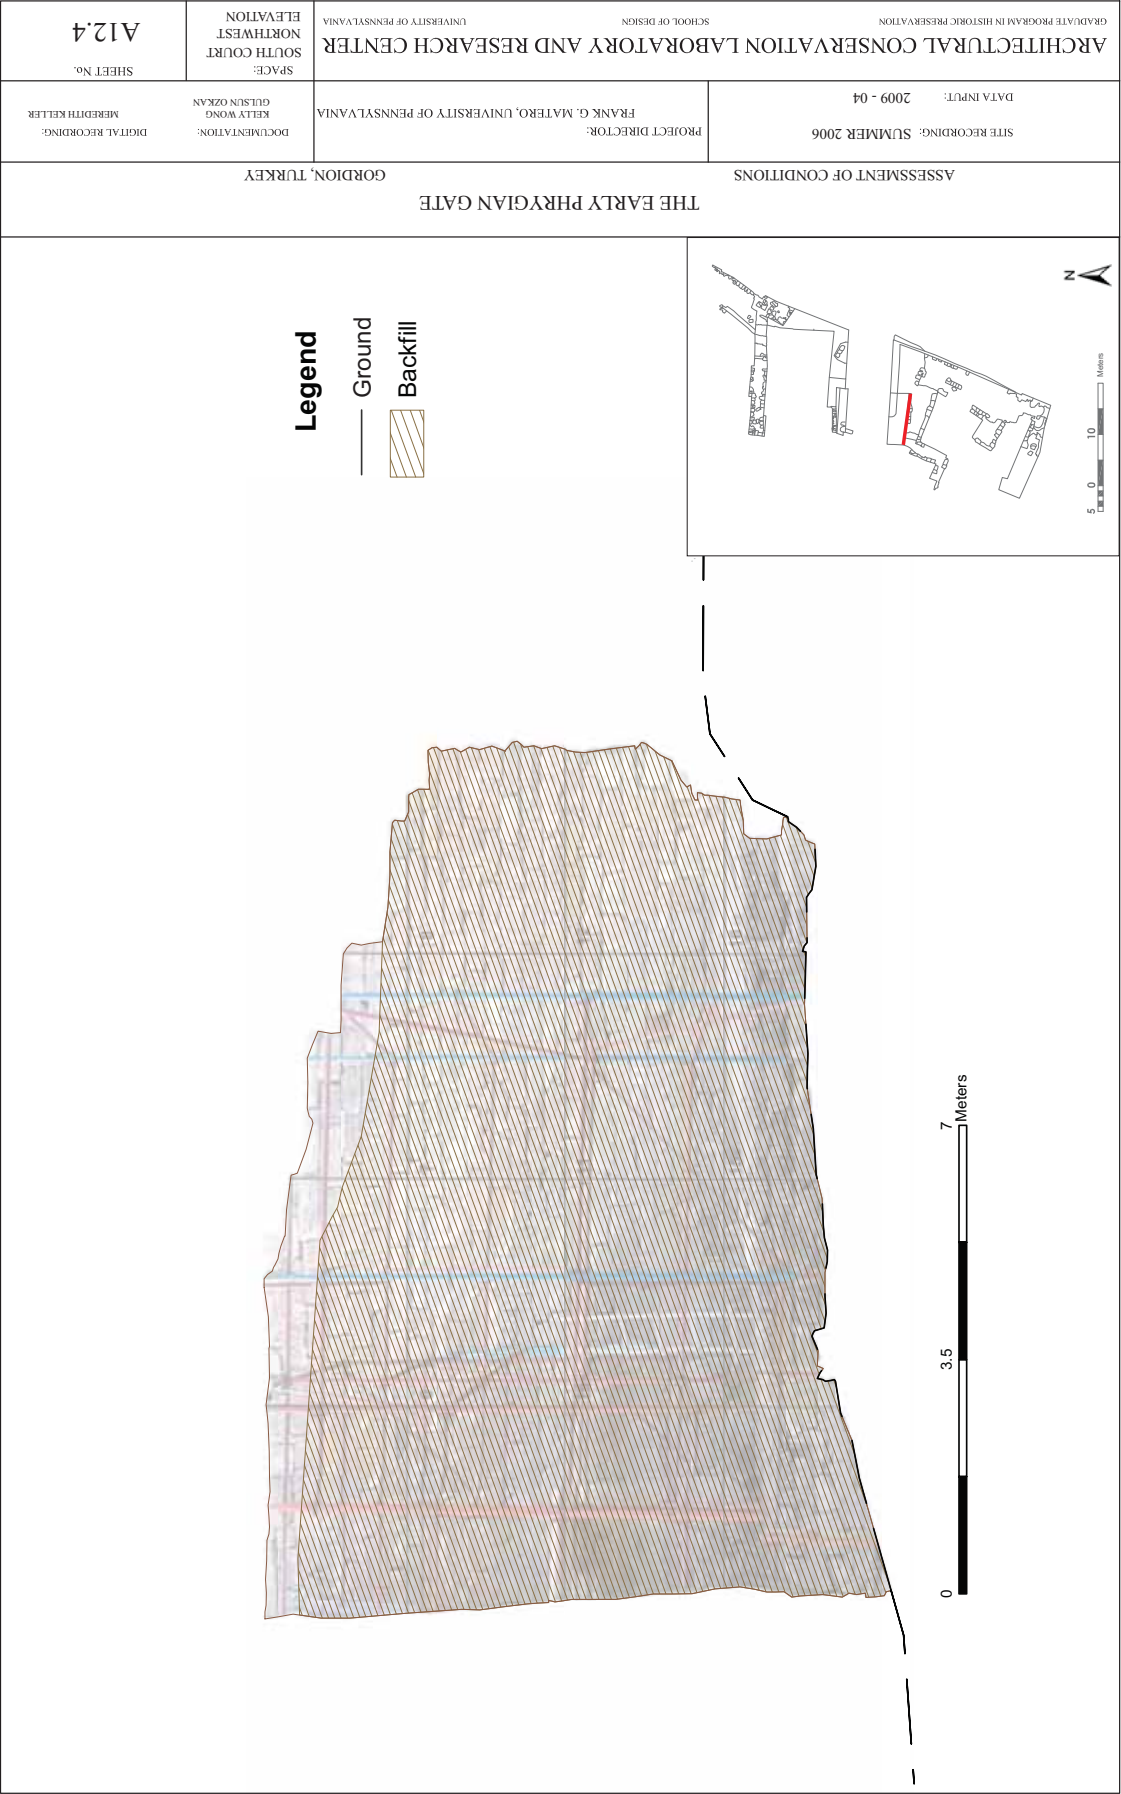 THE EARLY PHRYGIAN GATE
ASSESSMENT OF CONDITIONS
GORDION, TURKEY
SITE RECORDING: SUMMER 2006
DATA INPUT: 2009 - 04
PROJECT DIRECTOR:
FRANK G. MATERO, UNIVERSITY OF PENNSYLVANIA
DOCUMENTATION:
KELLY WONG
GULSUN OZKAN
DIGITAL RECORDING:
MEREDITH KELLER
ARCHITECTURAL CONSERVATION LABORATORY AND RESEARCH CENTER
GRADUATE PROGRAM IN HISTORIC PRESERVATION
SCHOOL OF DESIGN
UNIVERSITY OF PENNSYLVANIA
SPACE:
SOUTH COURT
NORTHWEST
ELEVATION
SHEET No.
A12.4
Legend
Ground
Backfill
0 3.5 7
Meters
5 0 10
Meters
N